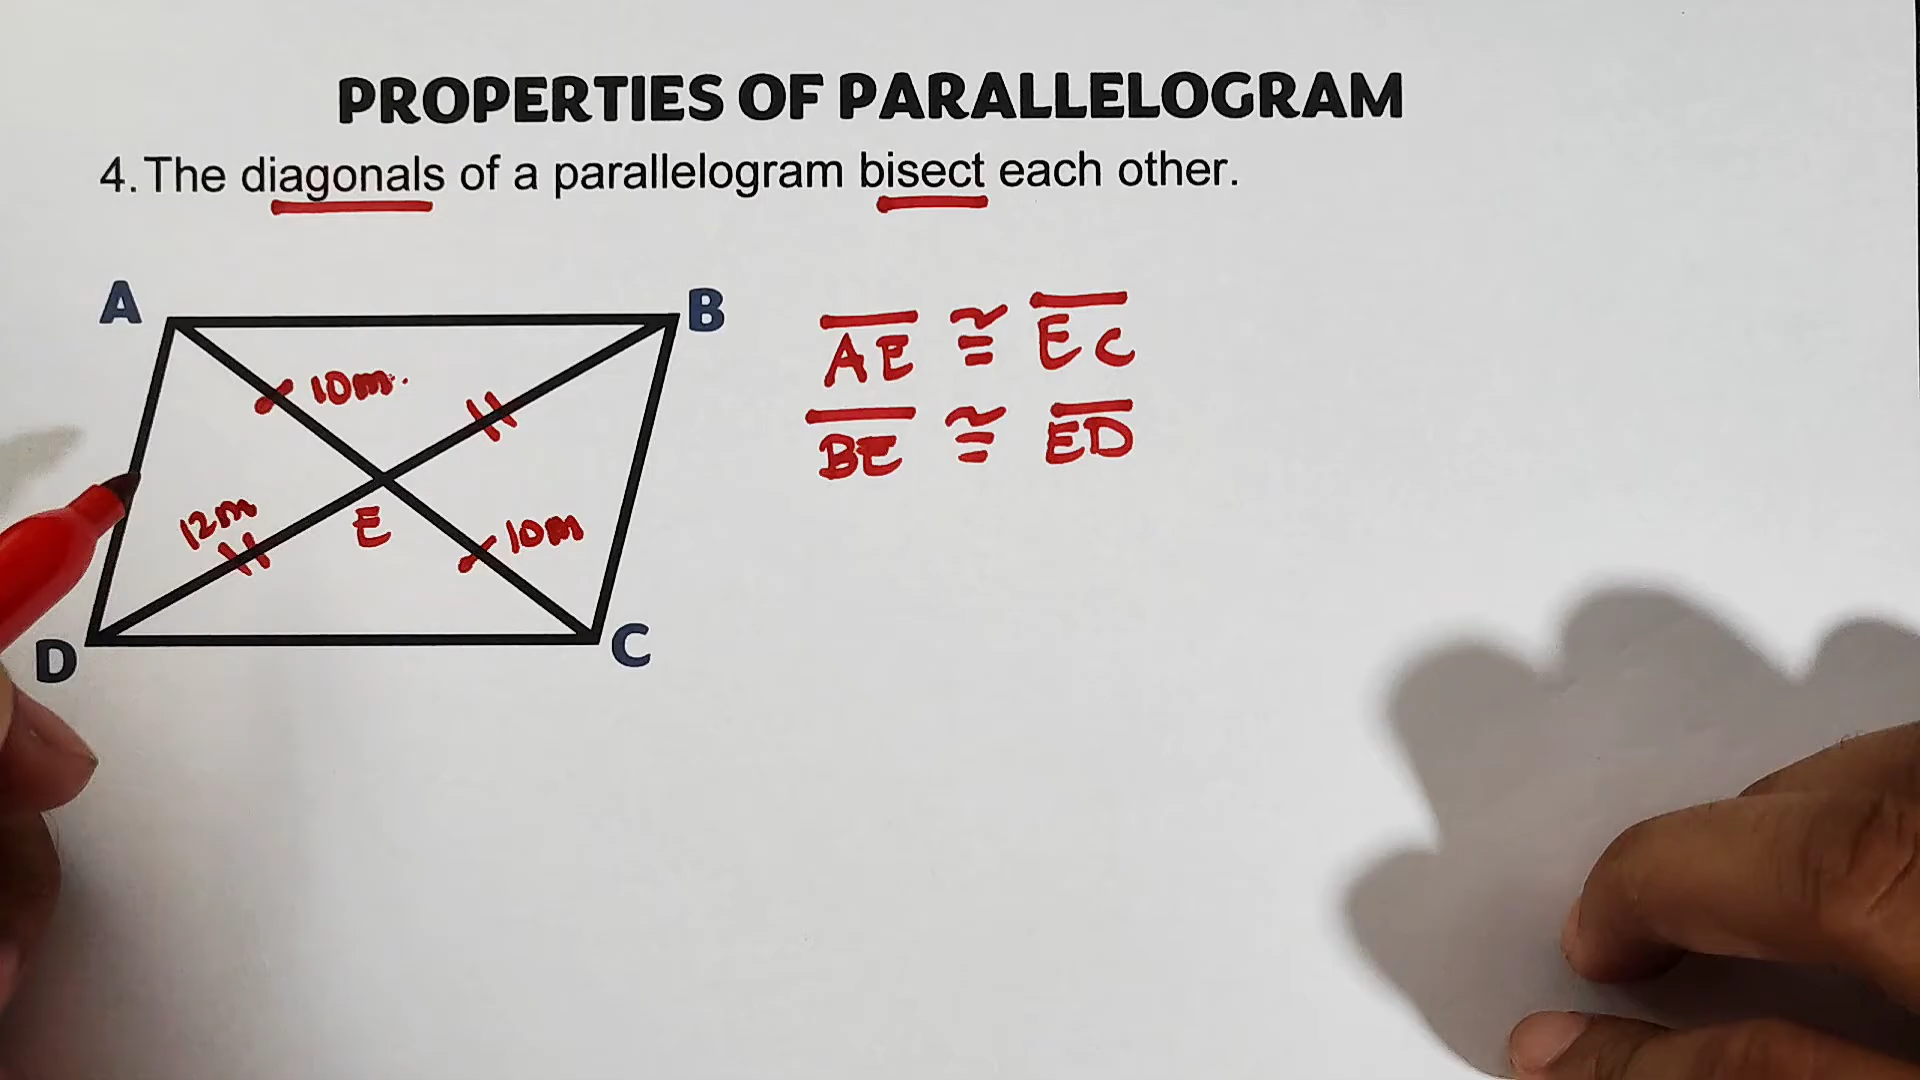 PROPERTIES OF PARALLELOGRAM
4. The diagonals of a parallelogram bisect each other.
A
B
AE ≅ EC
10m.
BE ≅ ED
12m
E
10m
D
C